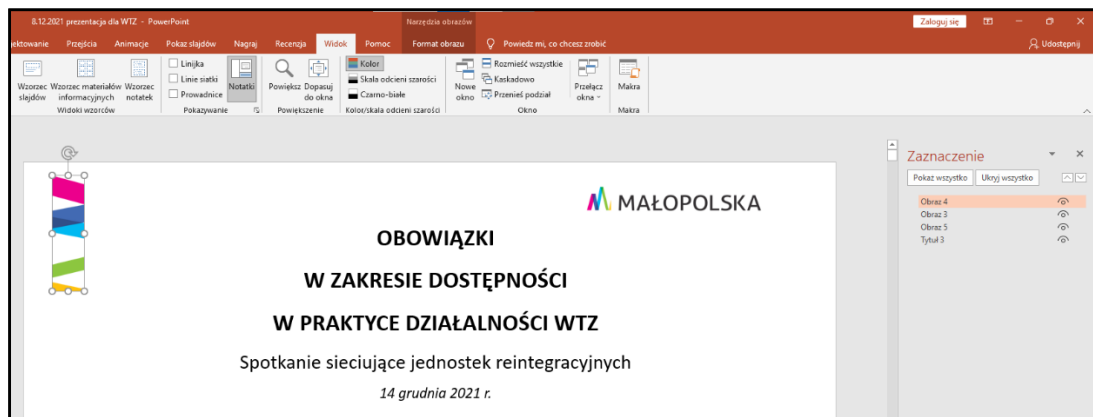 8.12.2021 prezentacja dla WTZ - PowerPoint
Narzędzia obrazów
Zaloguj się
jektowanie Przejścia Animacje Pokaz slajdów Nagraj Recenzja Widok Pomoc Format obrazu Powiedz mi, co chcesz zrobić Udostępnij
Wzorzec slajdów
Wzorzec materiałów informacyjnych
Wzorzec notatek
Widoki wzorców
Linijka
Linie siatki
Prowadnice
Notatki
Pokazywanie
Powiększ
Dopasuj do okna
Powiększenie
Kolor
Skala odcieni szarości
Czarno-białe
Kolor/skala odcieni szarości
Nowe okno
Rozmieść wszystkie
Kaskadowo
Przenieś podział
Przełącz okna
Okno
Makra
Makra
MAŁOPOLSKA
OBOWIĄZKI
W ZAKRESIE DOSTĘPNOŚCI
W PRAKTYCE DZIAŁALNOŚCI WTZ
Spotkanie sieciujące jednostek reintegracyjnych
14 grudnia 2021 r.
Zaznaczenie
Pokaż wszystko Ukryj wszystko
Obraz 4
Obraz 3
Obraz 5
Tytuł 3